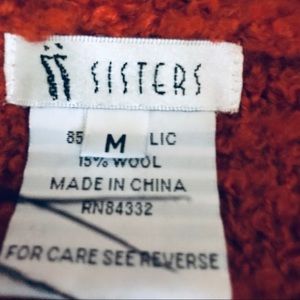 SISTERS
M
85 LIC
15% WOOL
MADE IN CHINA
RN84332
FOR CARE SEE REVERSE